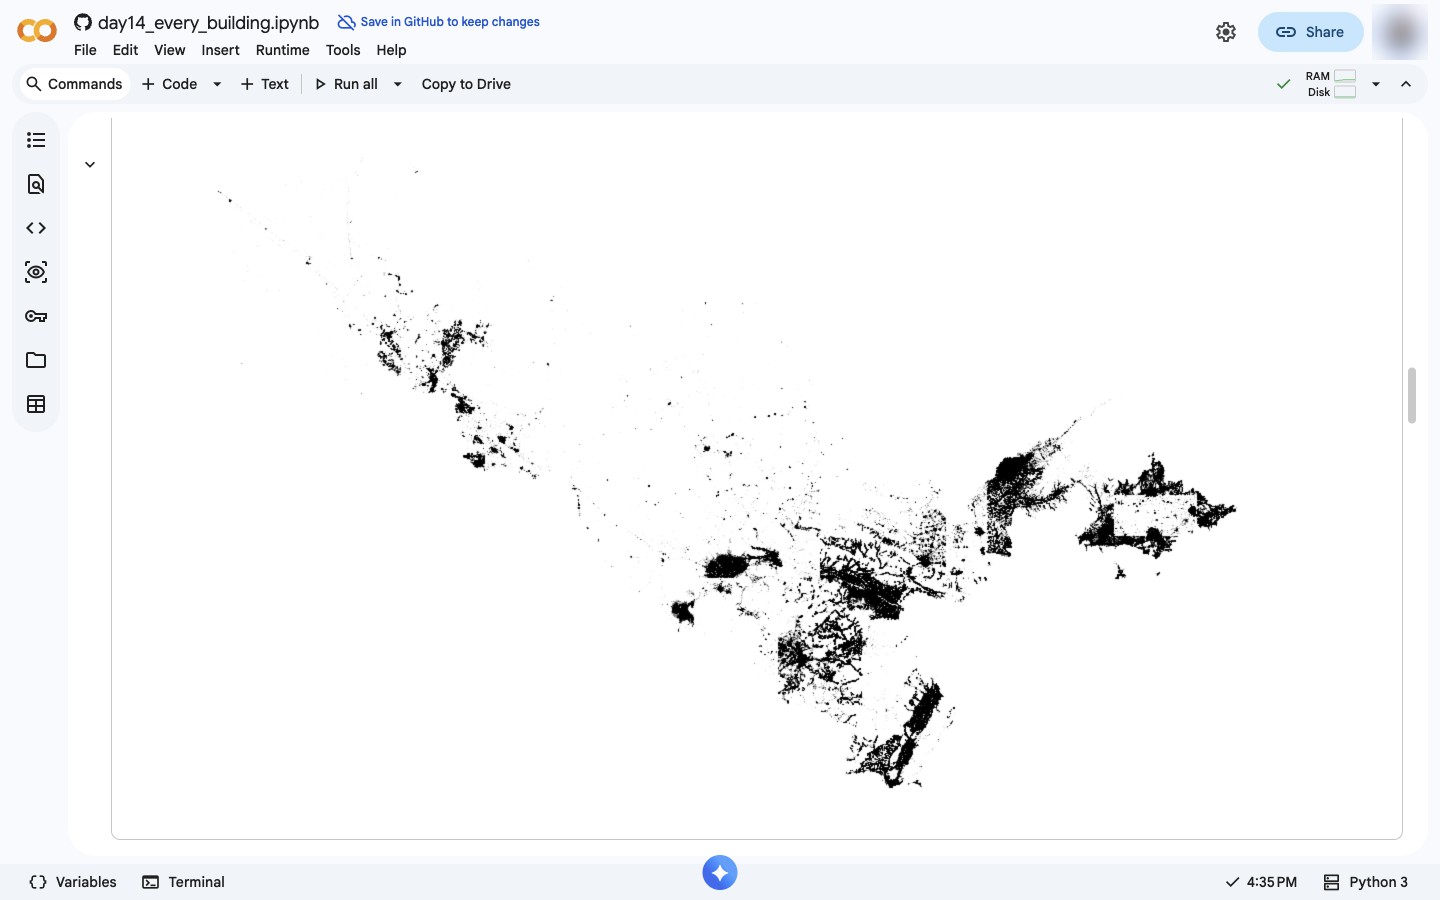 day14_every_building.ipynb
Save in GitHub to keep changes
File Edit View Insert Runtime Tools Help
Share
Commands
Code
Text
Run all
Copy to Drive
RAM
Disk
Variables
Terminal
4:35 PM
Python 3